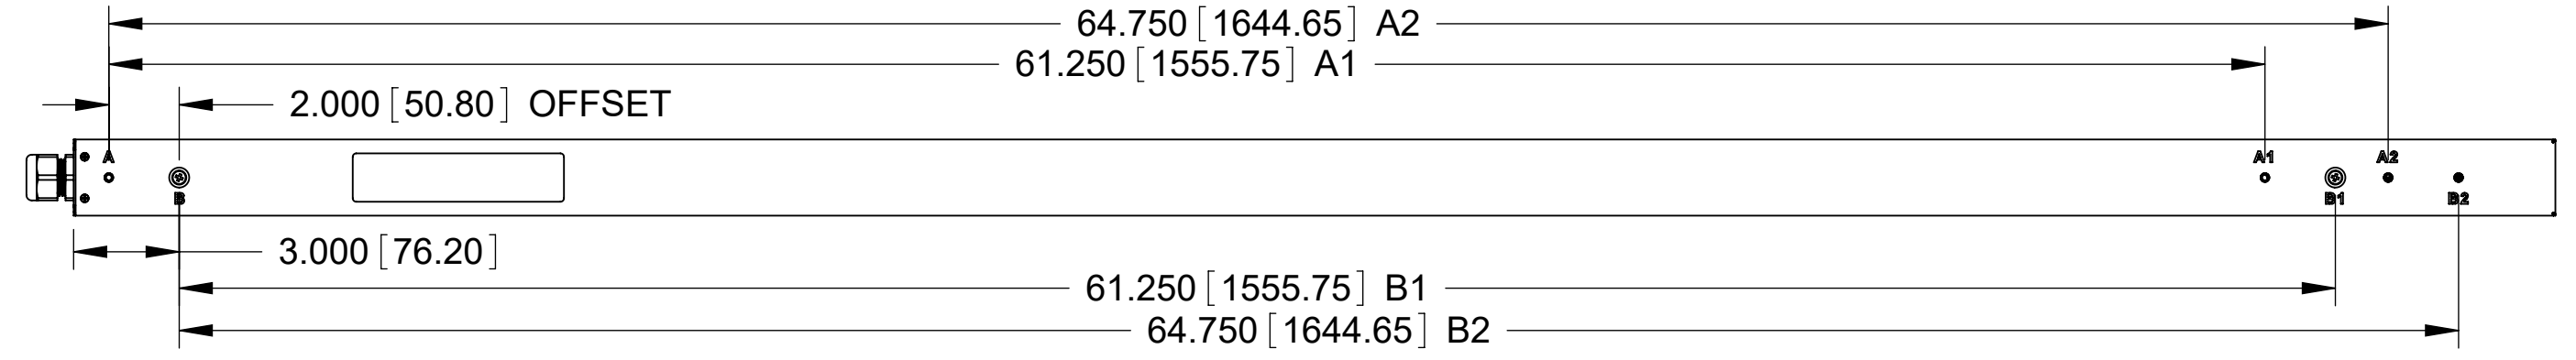 64.750 [1644.65] A2
61.250 [1555.75] A1
2.000 [50.80] OFFSET
A
A1
A2
B
B1
B2
3.000 [76.20]
61.250 [1555.75] B1
64.750 [1644.65] B2